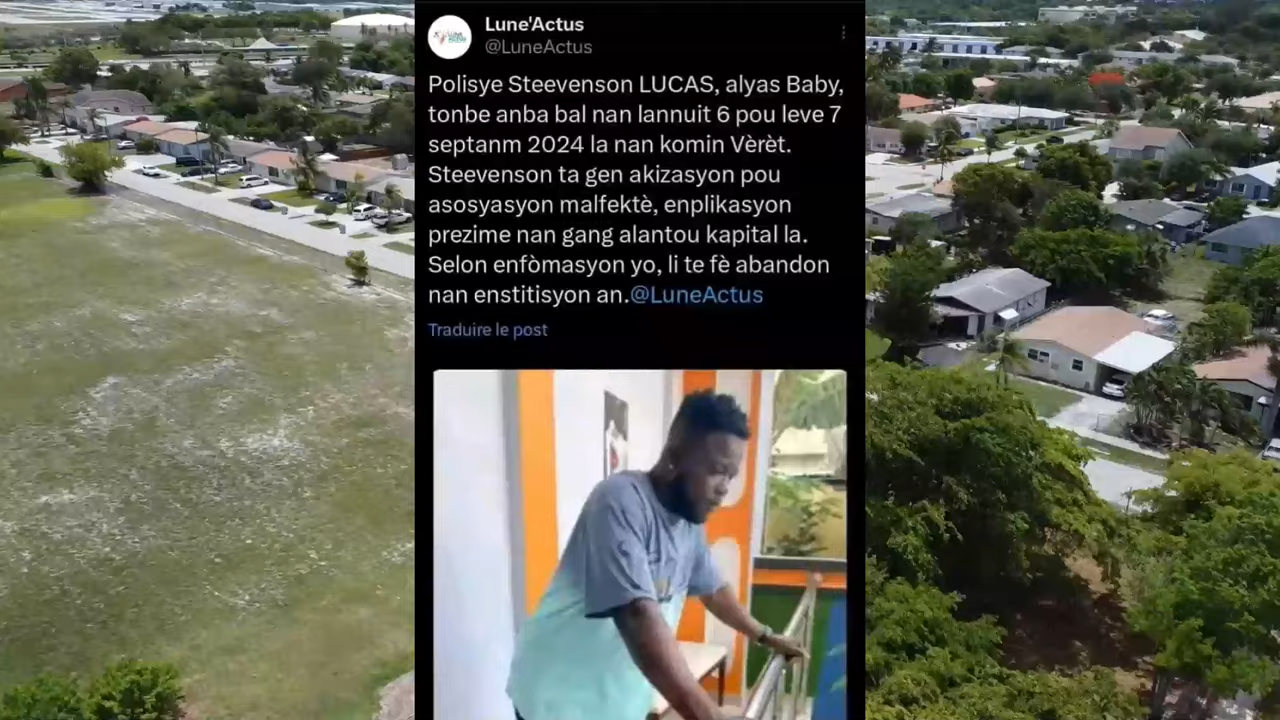 Lune'Actus
@LuneActus
Polisye Steevenson LUCAS, alyas Baby,
tonbe anba bal nan lannuit 6 pou leve 7
septanm 2024 la nan komin Vèrèt.
Steevenson ta gen akizasyon pou
asosyasyon malfektè, enplikasyon
prezime nan gang alantou kapital la.
Selon enfòmasyon yo, li te fè abandon
nan enstitisyon an.@LuneActus
Traduire le post